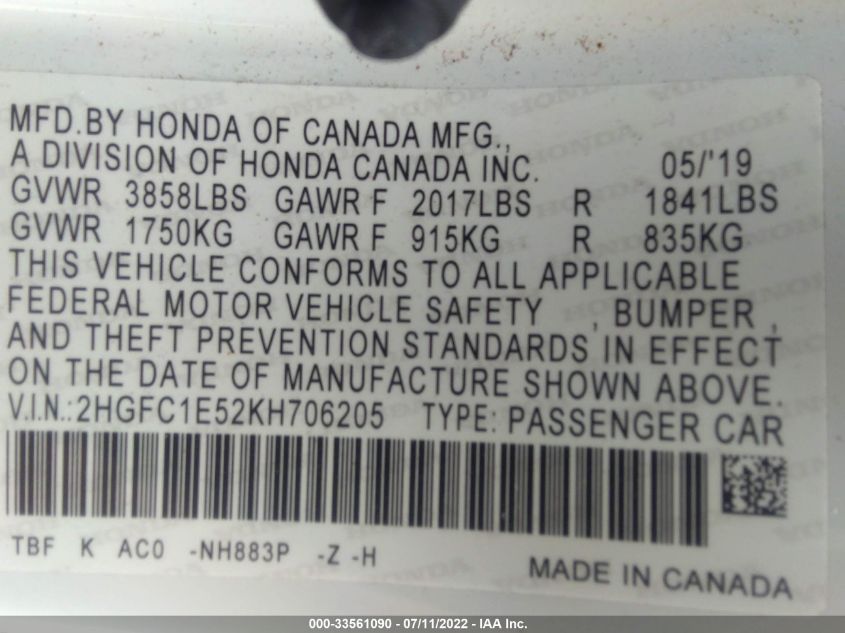 MFD.BY HONDA OF CANADA MFG.,
A DIVISION OF HONDA CANADA INC. 05/'19
GVWR 3858LBS GAWR F 2017LBS R 1841LBS
GVWR 1750KG GAWR F 915KG R 835KG
THIS VEHICLE CONFORMS TO ALL APPLICABLE
FEDERAL MOTOR VEHICLE SAFETY , BUMPER ,
AND THEFT PREVENTION STANDARDS IN EFFECT
ON THE DATE OF MANUFACTURE SHOWN ABOVE.
V.I.N.:2HGFC1E52KH706205 TYPE: PASSENGER CAR
TBF K AC0 -NH883P -Z -H
MADE IN CANADA
000-33561090 - 07/11/2022 - IAA Inc.